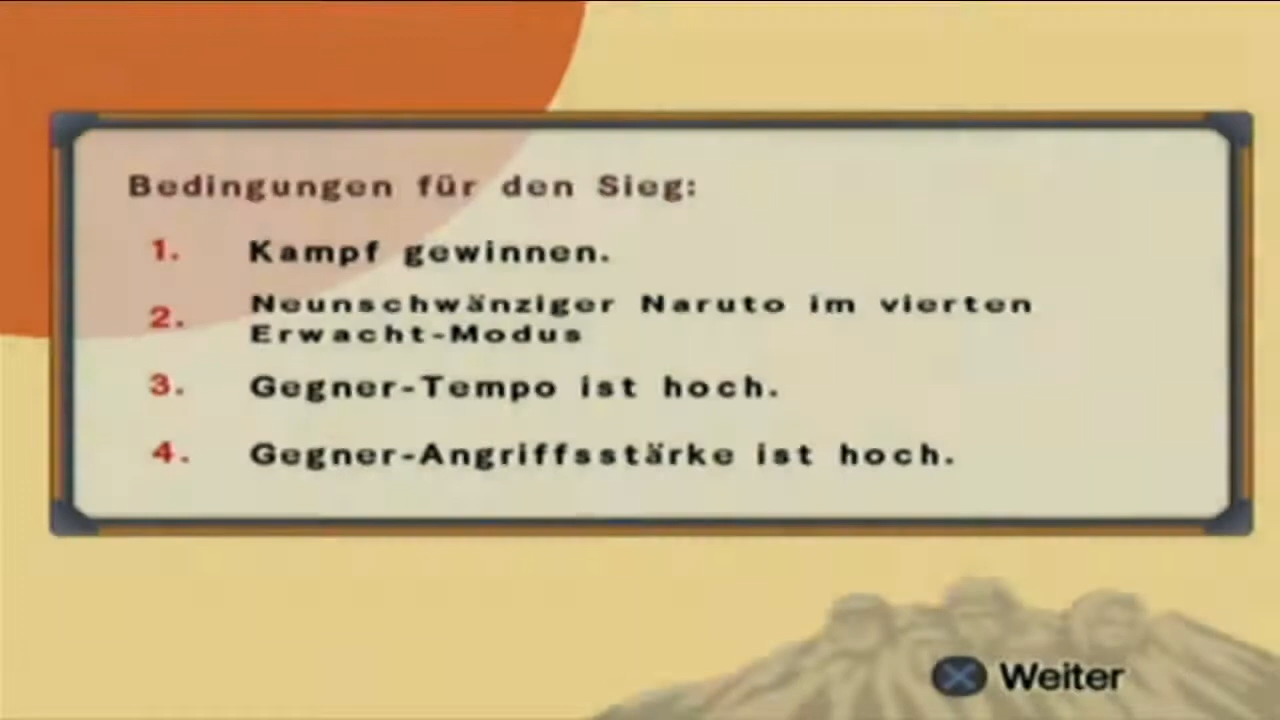 Bedingungen für den Sieg:
1. Kampf gewinnen.
2. Neunschwänziger Naruto im vierten
Erwacht-Modus
3. Gegner-Tempo ist hoch.
4. Gegner-Angriffsstärke ist hoch.
Weiter